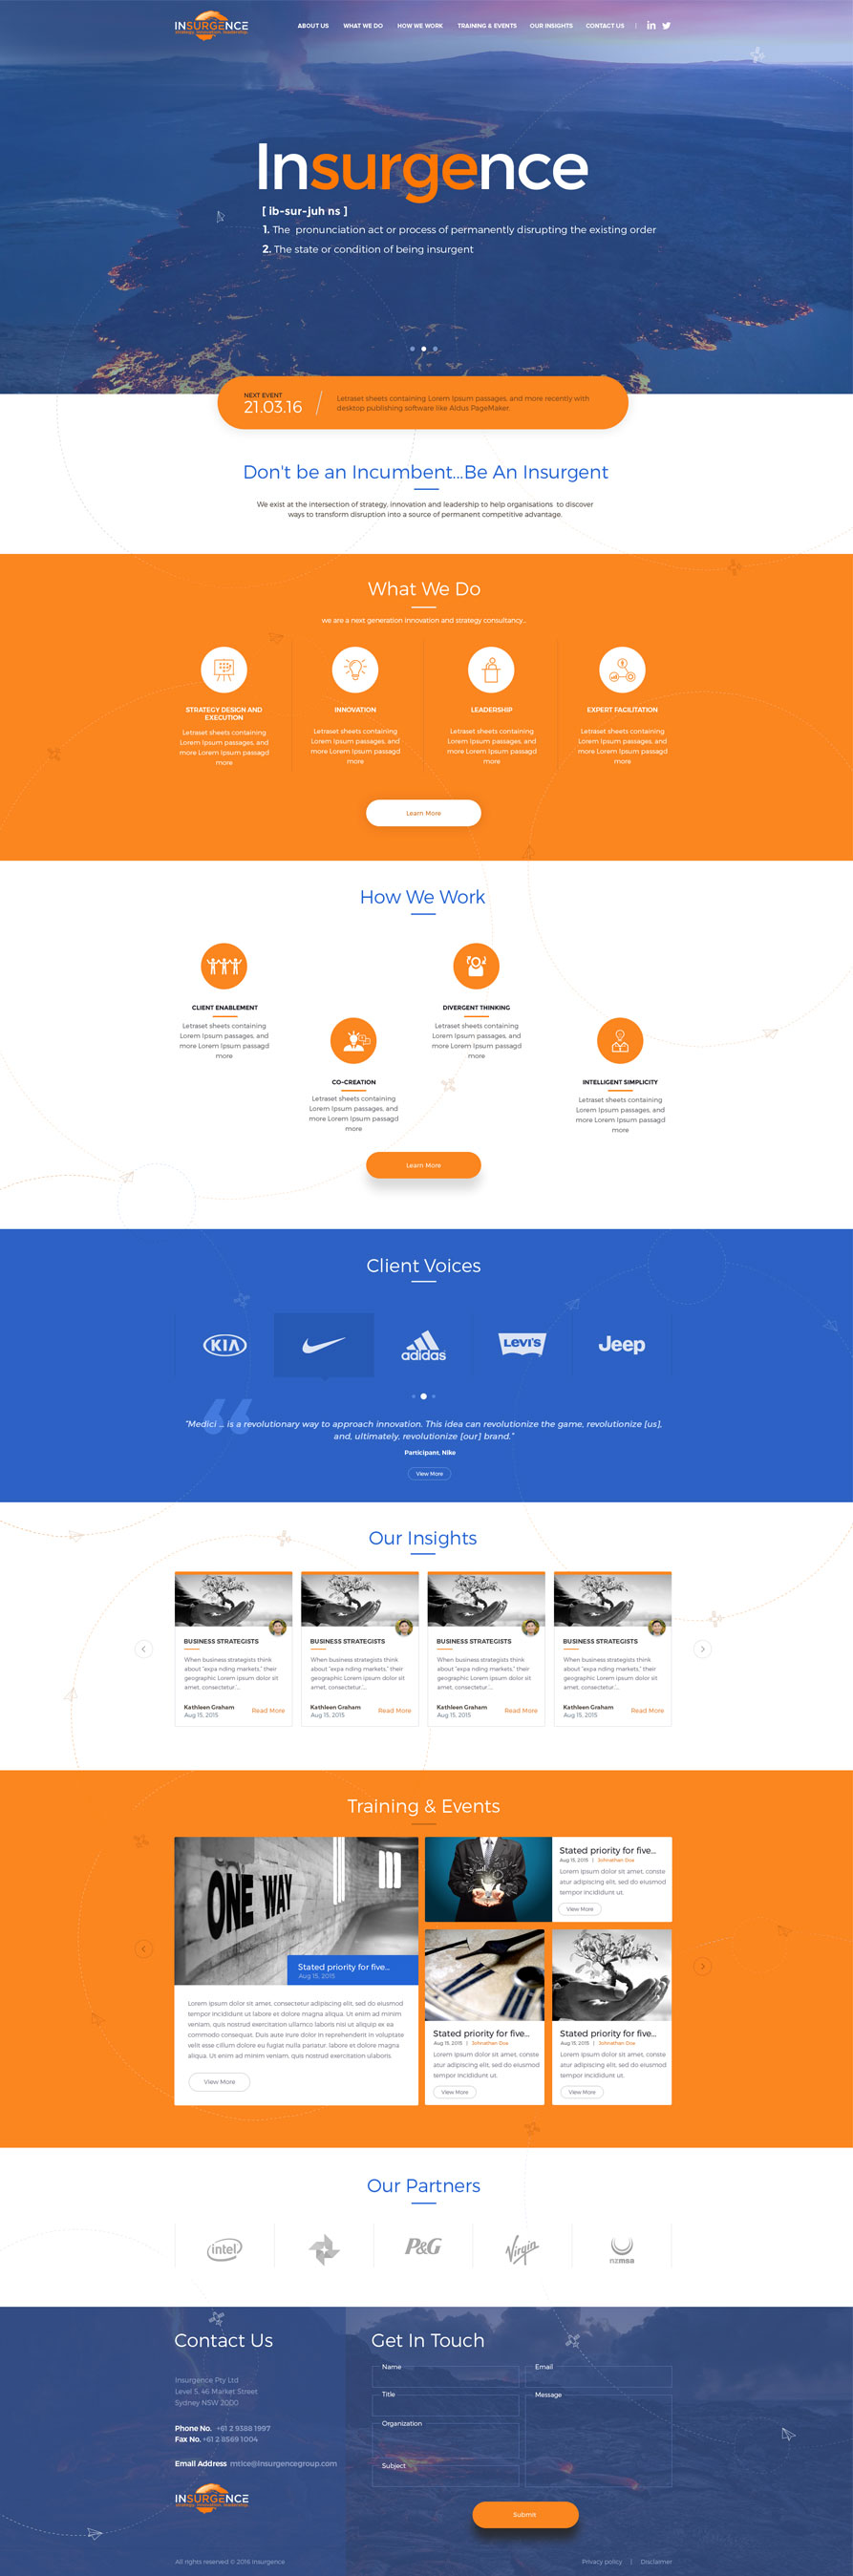 INSURGENCE
strategy. innovation. leadership.
ABOUT US WHAT WE DO HOW WE WORK TRAINING & EVENTS OUR INSIGHTS CONTACT US | in
Insurgence
[ ib-sur-juh ns ]
1. The pronunciation act or process of permanently disrupting the existing order
2. The state or condition of being insurgent
NEXT EVENT
21.03.16
Letraset sheets containing Lorem Ipsum passages, and more recently with
desktop publishing software like Aldus PageMaker.
Don't be an Incumbent...Be An Insurgent
We exist at the intersection of strategy, innovation and leadership to help organisations to discover
ways to transform disruption into a source of permanent competitive advantage.
What We Do
we are a next generation innovation and strategy consultancy...
STRATEGY DESIGN AND
EXECUTION
Letraset sheets containing
Lorem Ipsum passages, and
more Lorem Ipsum passagd
more
INNOVATION
Letraset sheets containing
Lorem Ipsum passages, and
more Lorem Ipsum passagd
more
LEADERSHIP
Letraset sheets containing
Lorem Ipsum passages, and
more Lorem Ipsum passagd
more
EXPERT FACILITATION
Letraset sheets containing
Lorem Ipsum passages, and
more Lorem Ipsum passagd
more
Learn More
How We Work
CLIENT ENABLEMENT
Letraset sheets containing
Lorem Ipsum passages, and
more Lorem Ipsum passagd
more
CO-CREATION
Letraset sheets containing
Lorem Ipsum passages, and
more Lorem Ipsum passagd
more
DIVERGENT THINKING
Letraset sheets containing
Lorem Ipsum passages, and
more Lorem Ipsum passagd
more
INTELLIGENT SIMPLICITY
Letraset sheets containing
Lorem Ipsum passages, and
more Lorem Ipsum passagd
more
Learn More
Client Voices
KIA
adidas
LEVI'S
Jeep
"Medici ... is a revolutionary way to approach innovation. This idea can revolutionize the game, revolutionize [us],
and, ultimately, revolutionize [our] brand."
Participant, Nike
View More
Our Insights
BUSINESS STRATEGISTS
When business strategists think
about "expa nding markets," their
geographic Lorem ipsum dolor sit
amet, consectetur...
Kathleen Graham
Aug 15, 2015
Read More
BUSINESS STRATEGISTS
When business strategists think
about "expa nding markets," their
geographic Lorem ipsum dolor sit
amet, consectetur...
Kathleen Graham
Aug 15, 2015
Read More
BUSINESS STRATEGISTS
When business strategists think
about "expa nding markets," their
geographic Lorem ipsum dolor sit
amet, consectetur...
Kathleen Graham
Aug 15, 2015
Read More
BUSINESS STRATEGISTS
When business strategists think
about "expa nding markets," their
geographic Lorem ipsum dolor sit
amet, consectetur...
Kathleen Graham
Aug 15, 2015
Read More
Training & Events
ONE WAY
Stated priority for five...
Aug 15, 2015
Lorem ipsum dolor sit amet, consectetur adipiscing elit, sed do eiusmod
tempor incididunt ut labore et dolore magna aliqua. Ut enim ad minim
veniam, quis nostrud exercitation ullamco laboris nisi ut aliquip ex ea
commodo consequat. Duis aute irure dolor in reprehenderit in voluptate
velit esse cillum dolore eu fugiat nulla pariatur. labore et dolore magna
aliqua. Ut enim ad minim veniam, quis nostrud exercitation ullaboris.
View More
Stated priority for five...
Aug 15, 2015 | Johnathan Doe
Lorem ipsum dolor sit amet, conste
atur adipiscing elit, sed do eiusmod
tempor incididunt ut.
View More
Stated priority for five...
Aug 15, 2015 | Johnathan Doe
Lorem ipsum dolor sit amet, conste
atur adipiscing elit, sed do eiusmod
tempor incididunt ut.
View More
Stated priority for five...
Aug 15, 2015 | Johnathan Doe
Lorem ipsum dolor sit amet, conste
atur adipiscing elit, sed do eiusmod
tempor incididunt ut.
View More
Our Partners
intel
P&G
Virgin
nzmsa
Contact Us
Insurgence Pty Ltd
Level 5, 46 Market Street
Sydney NSW 2000
Phone No. +61 2 9388 1997
Fax No. +61 2 8569 1004
Email Address mtice@insurgencegroup.com
INSURGENCE
strategy. innovation. leadership.
Get In Touch
Name
Email
Title
Message
Organization
Subject
Submit
All rights reserved © 2016 Insurgence
Privacy policy | Disclaimer